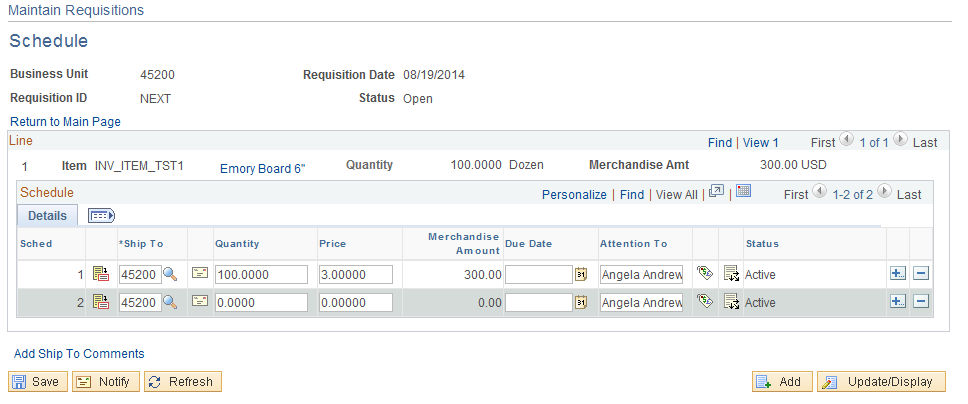 Maintain Requisitions
Schedule
Business Unit 45200 Requisition Date 08/19/2014
Requisition ID NEXT Status Open
Return to Main Page
Line Find | View 1 First 1 of 1 Last
1 Item INV_ITEM_TST1 Emory Board 6" Quantity 100.0000 Dozen Merchandise Amt 300.00 USD
Schedule Personalize | Find | View All | | First 1-2 of 2 Last
Details
Sched *Ship To Quantity Price Merchandise Amount Due Date Attention To Status
1 45200 100.0000 3.00000 300.00 31 Angela Andrew Active
2 45200 0.0000 0.00000 0.00 31 Angela Andrew Active
Add Ship To Comments
Save Notify Refresh Add Update/Display